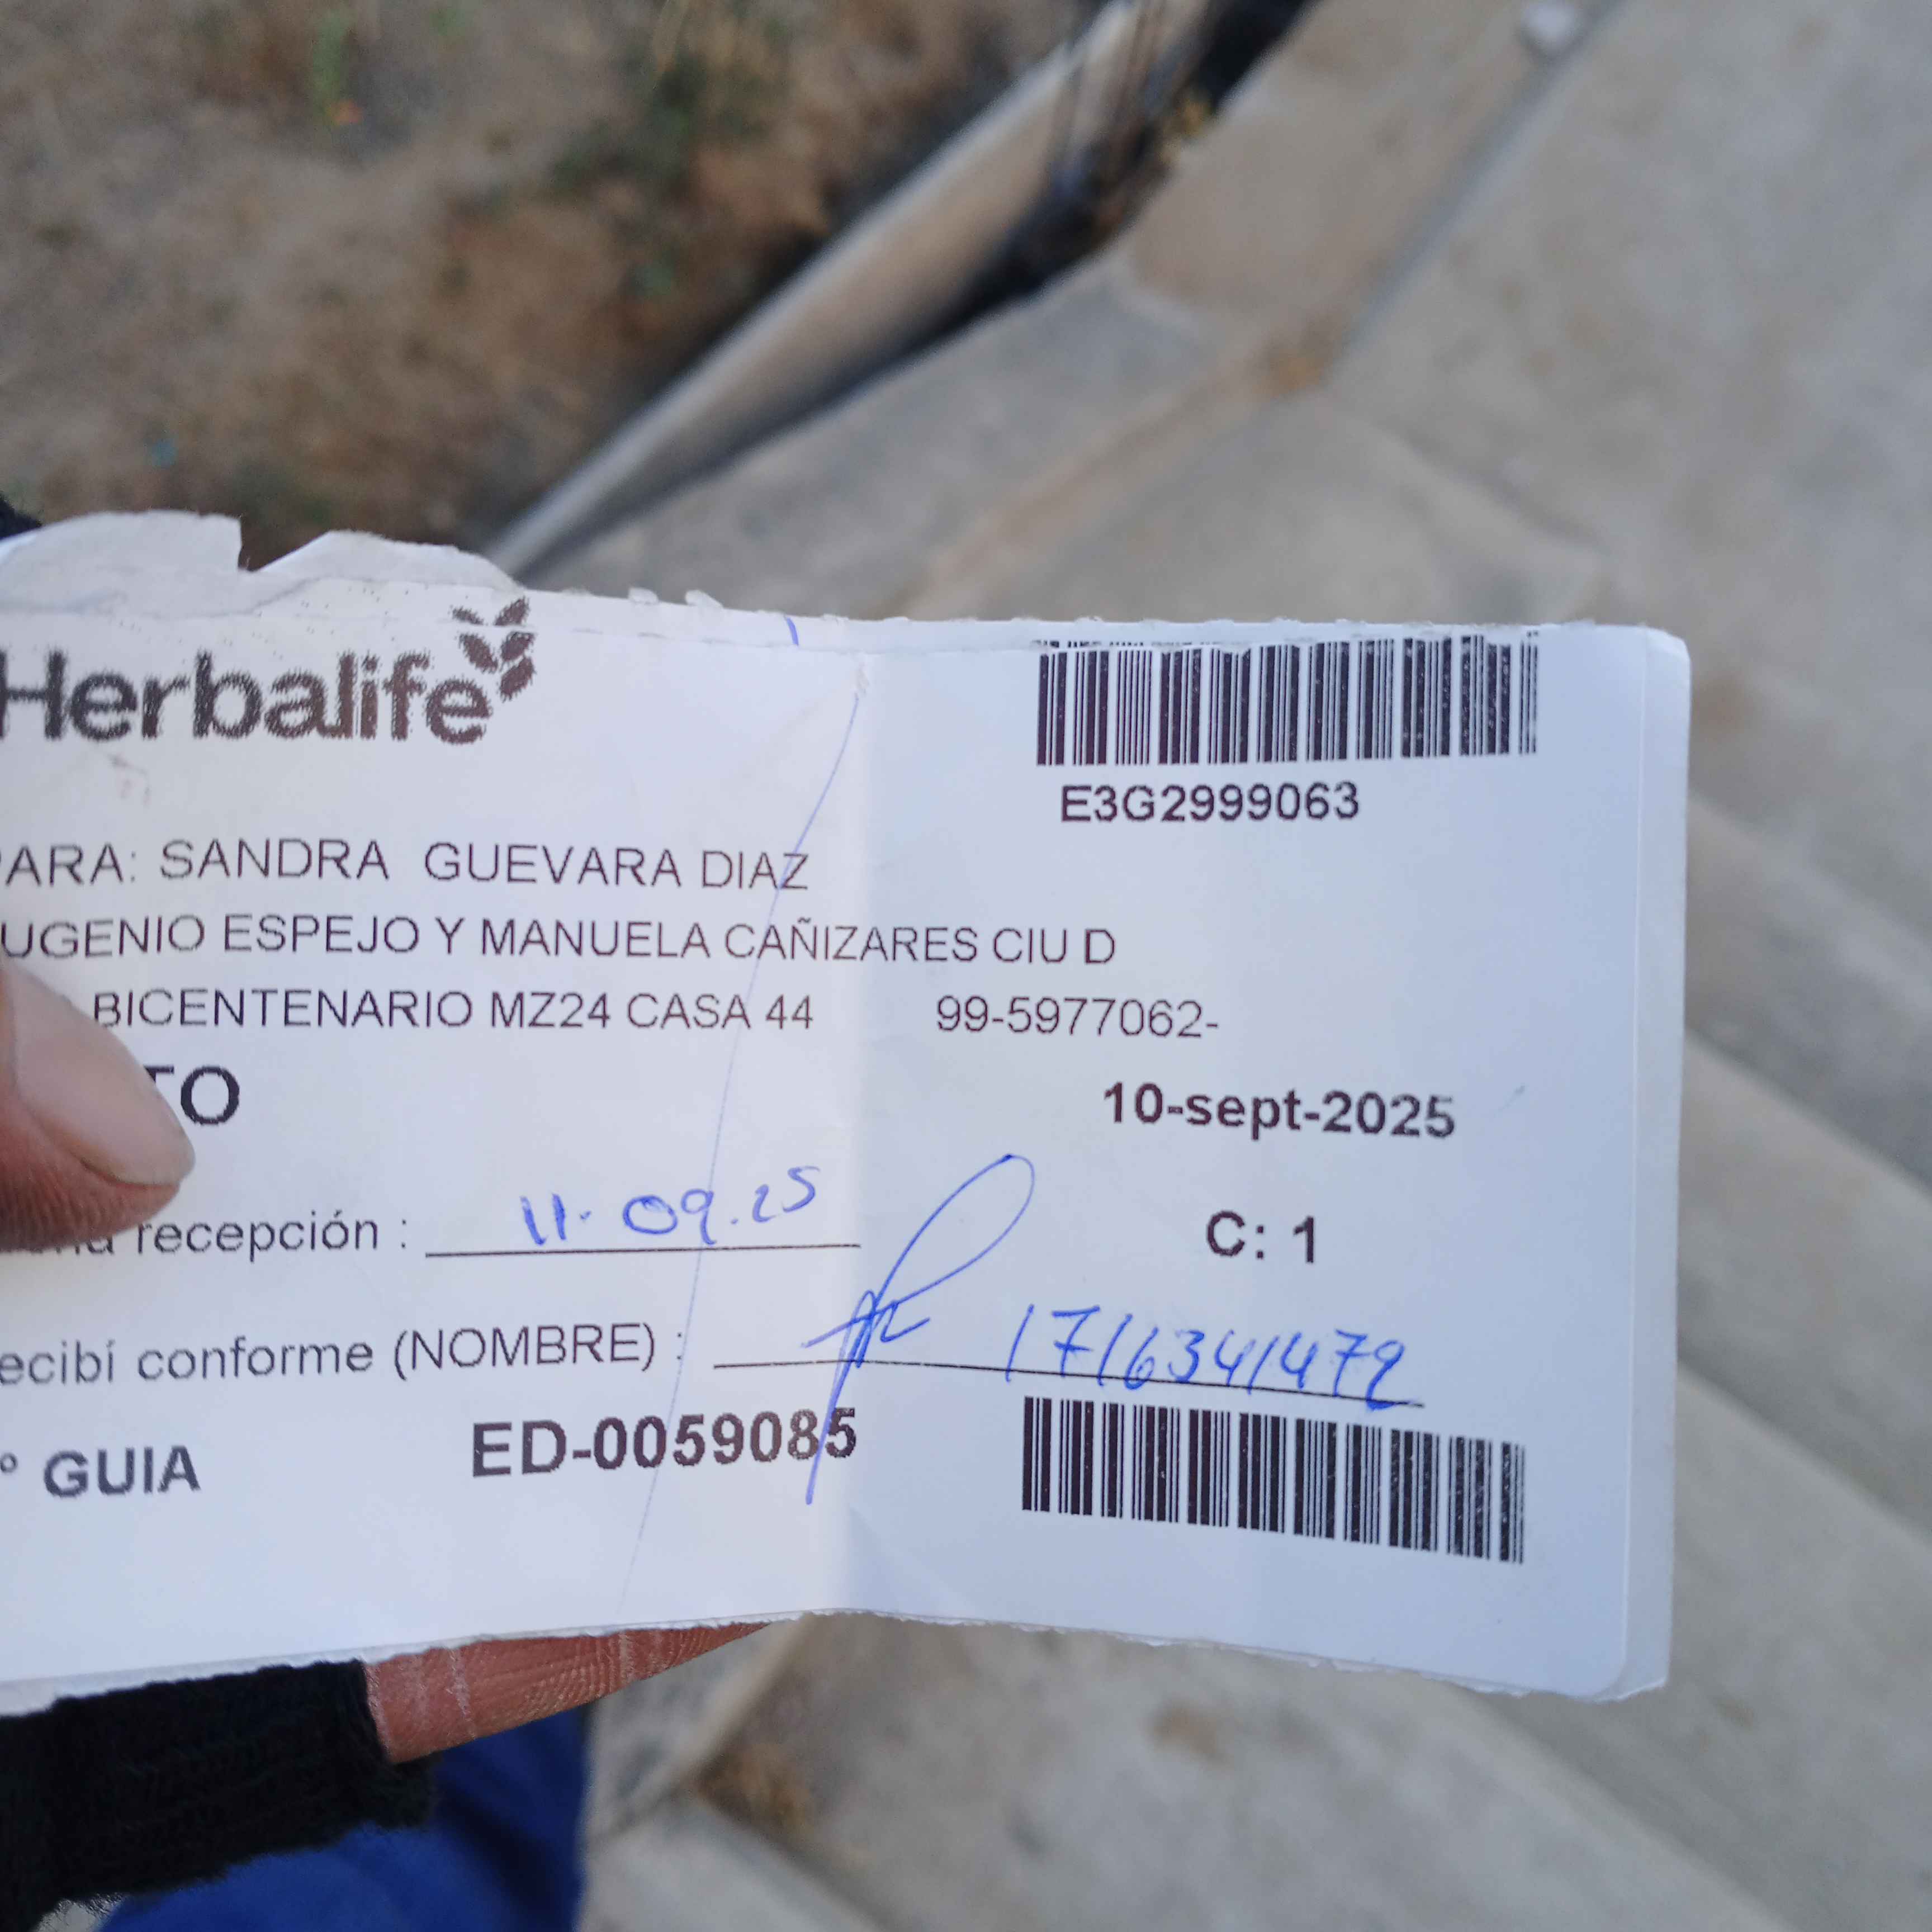 Herbalife
E3G2999063
PARA: SANDRA GUEVARA DIAZ
UGENIO ESPEJO Y MANUELA CAÑIZARES CIU D
BICENTENARIO MZ24 CASA 44 99-5977062-
TO
10-sept-2025
recepción : 11.09.25
C: 1
ecibí conforme (NOMBRE) : 1716341479
° GUIA ED-0059085